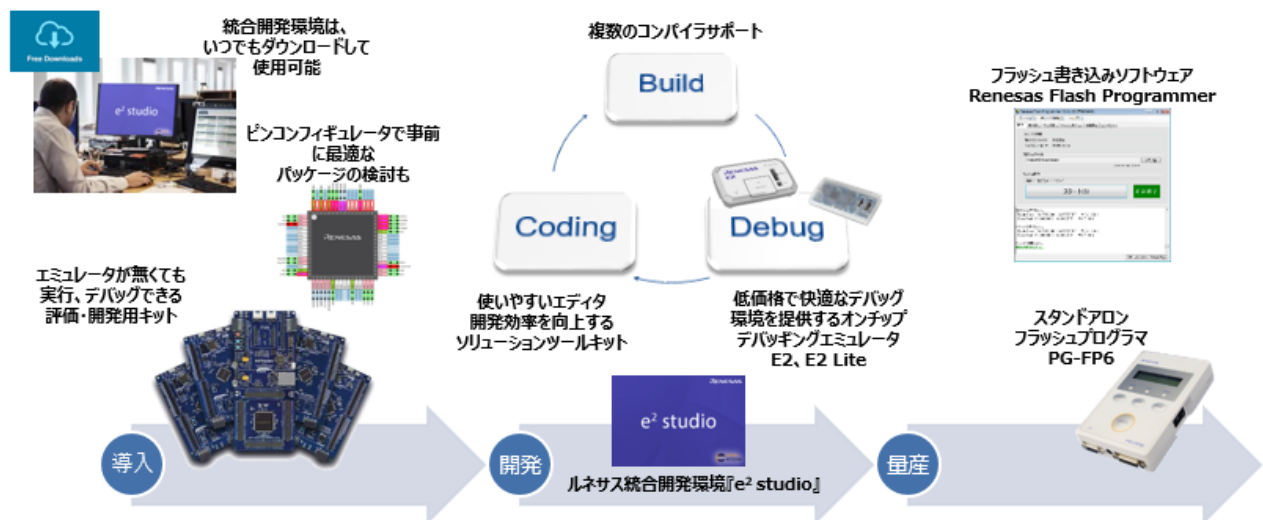 Free Downloads
統合開発環境は、
いつでもダウンロードして
使用可能
e² studio
ピンコンフィギュレータで事前
に最適な
パッケージの検討も
RENESAS
エミュレータが無くても
実行、デバッグできる
評価・開発用キット
導入
複数のコンパイラサポート
Build
Coding
Debug
RENESAS
E2
使いやすいエディタ
開発効率を向上する
ソリューションツールキット
低価格で快適なデバッグ
環境を提供するオンチップ
デバッギングエミュレータ
E2、E2 Lite
RENESAS
e² studio
開発
ルネサス統合開発環境『e² studio』
フラッシュ書き込みソフトウェア
Renesas Flash Programmer
スタート(S)
スタンドアロン
フラッシュプログラマ
PG-FP6
量産